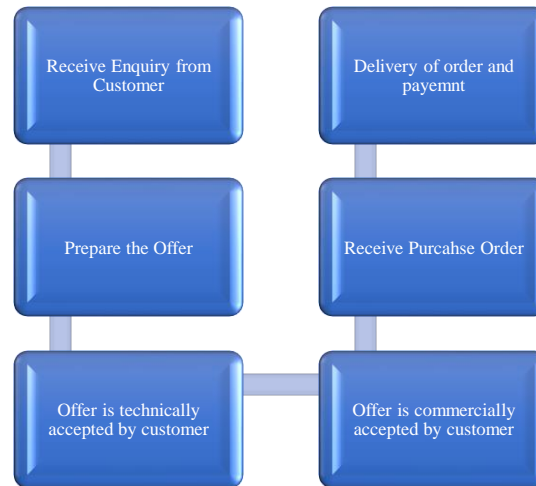 Receive Enquiry from
Customer
Prepare the Offer
Offer is technically
accepted by customer
Offer is commercially
accepted by customer
Receive Purcahse Order
Delivery of order and
payemnt